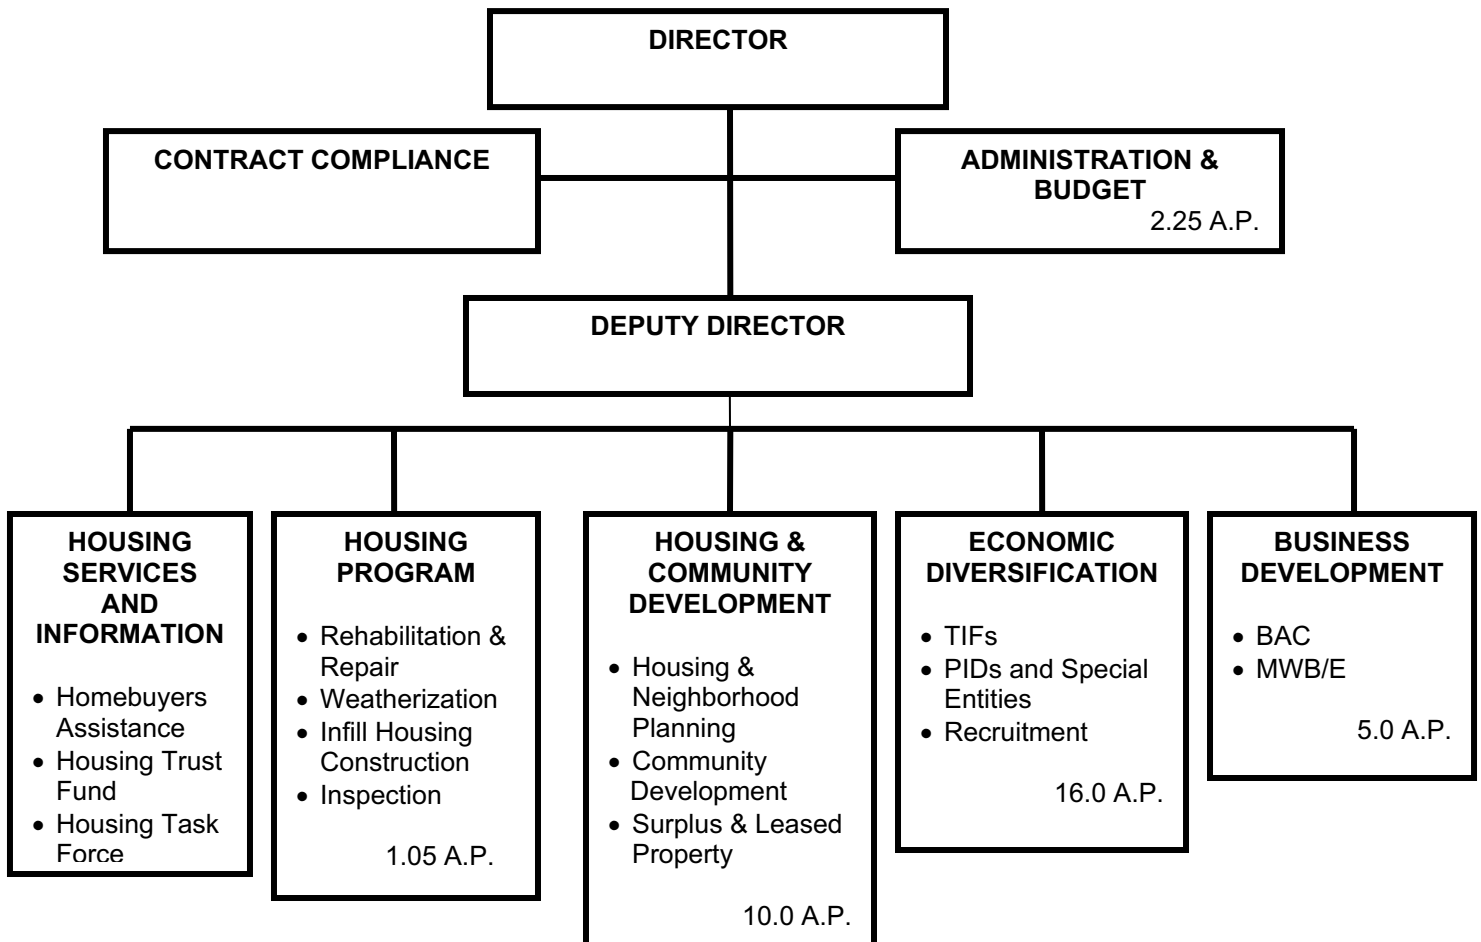 DIRECTOR
CONTRACT COMPLIANCE
ADMINISTRATION &
BUDGET
2.25 A.P.
DEPUTY DIRECTOR
HOUSING
SERVICES
AND
INFORMATION
• Homebuyers
Assistance
• Housing Trust
Fund
• Housing Task
Force
HOUSING
PROGRAM
• Rehabilitation &
Repair
• Weatherization
• Infill Housing
Construction
• Inspection
1.05 A.P.
HOUSING &
COMMUNITY
DEVELOPMENT
• Housing &
Neighborhood
Planning
• Community
Development
• Surplus & Leased
Property
10.0 A.P.
ECONOMIC
DIVERSIFICATION
• TIFs
• PIDs and Special
Entities
• Recruitment
16.0 A.P.
BUSINESS
DEVELOPMENT
• BAC
• MWB/E
5.0 A.P.